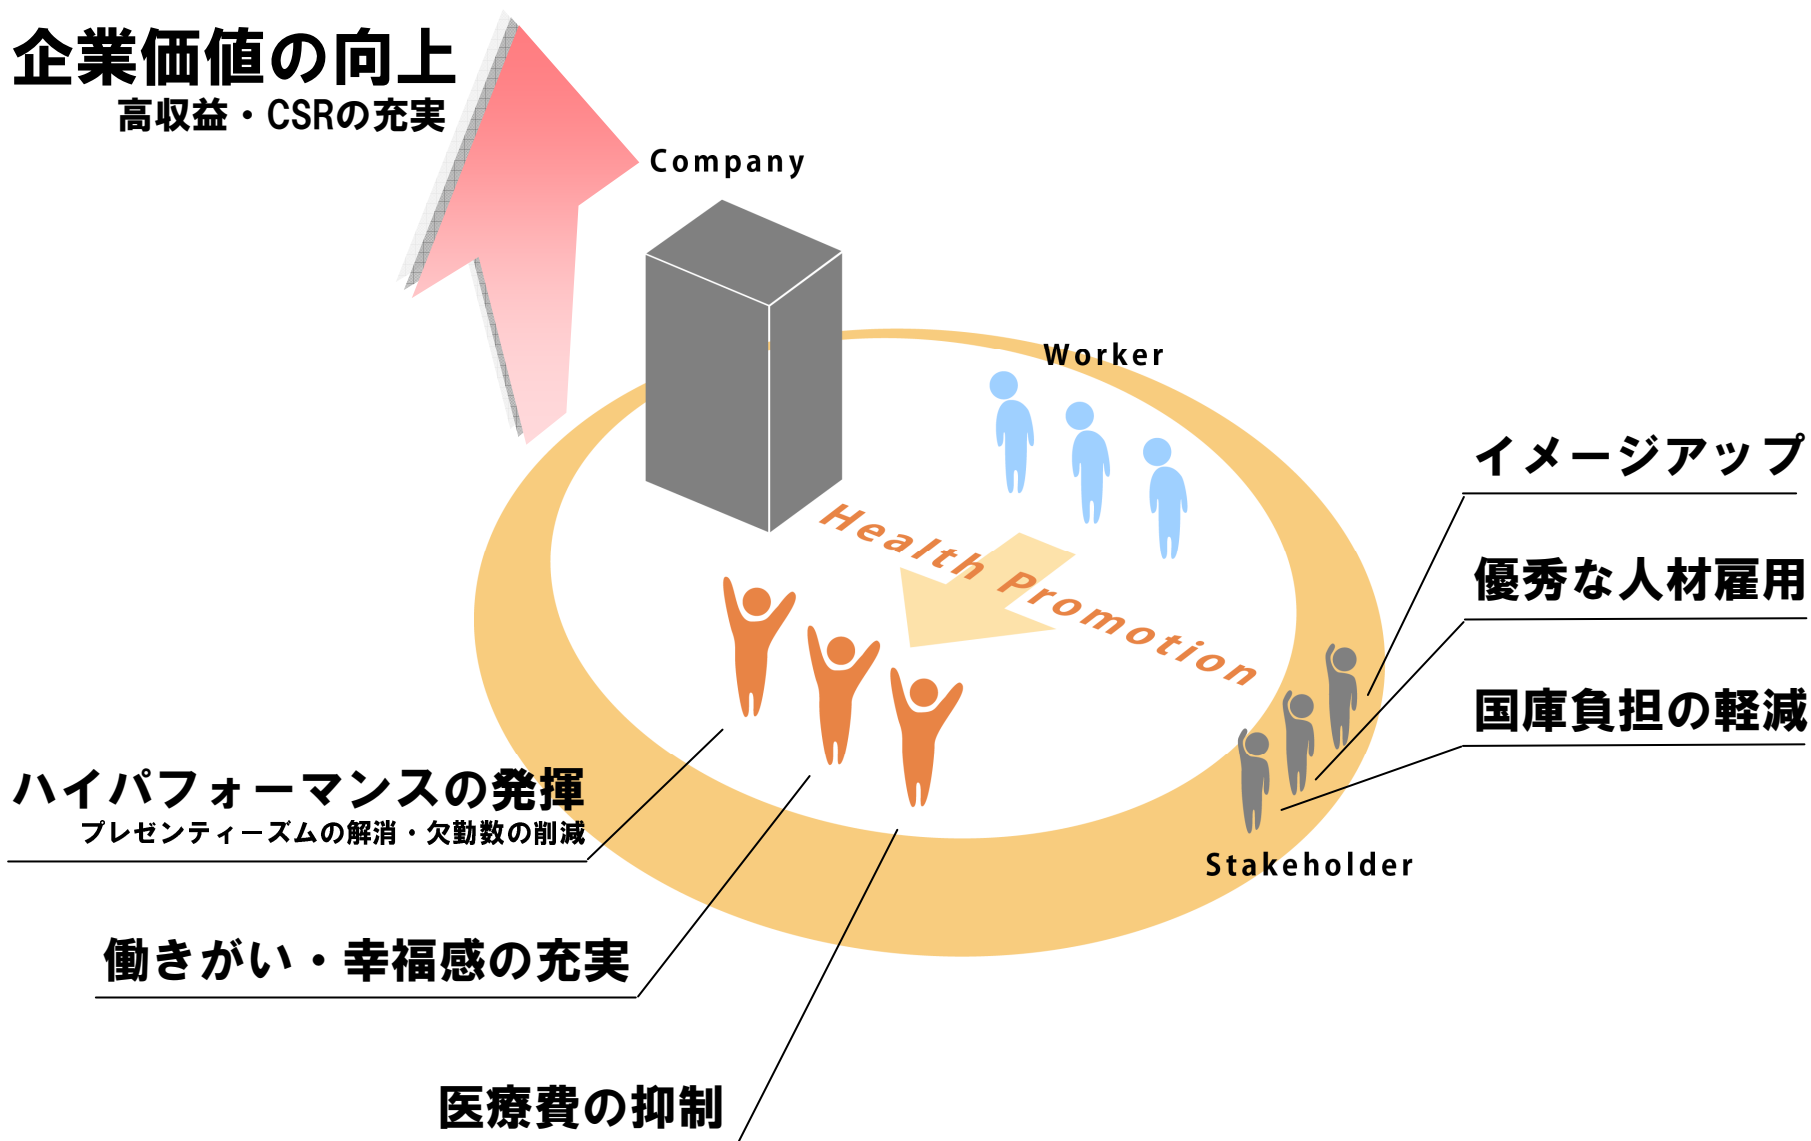 企業価値の向上
高収益・CSRの充実
Company
Worker
Health Promotion
イメージアップ
優秀な人材雇用
国庫負担の軽減
Stakeholder
ハイパフォーマンスの発揮
プレゼンティーズムの解消・欠勤数の削減
働きがい・幸福感の充実
医療費の抑制